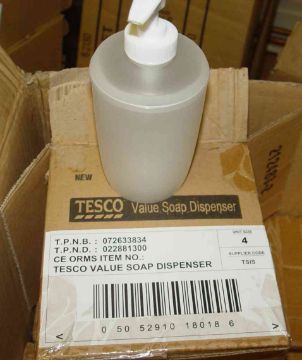 NEW
TESCO Value Soap Dispenser
T.P.N.B. : 072633834
T.P.N.D. : 022881300
CE ORMS ITEM NO.:
TESCO VALUE SOAP DISPENSER
UNIT SIZE
4
SUPPLIER CODE
TSIS
< 0 50 52910 18018 6 >